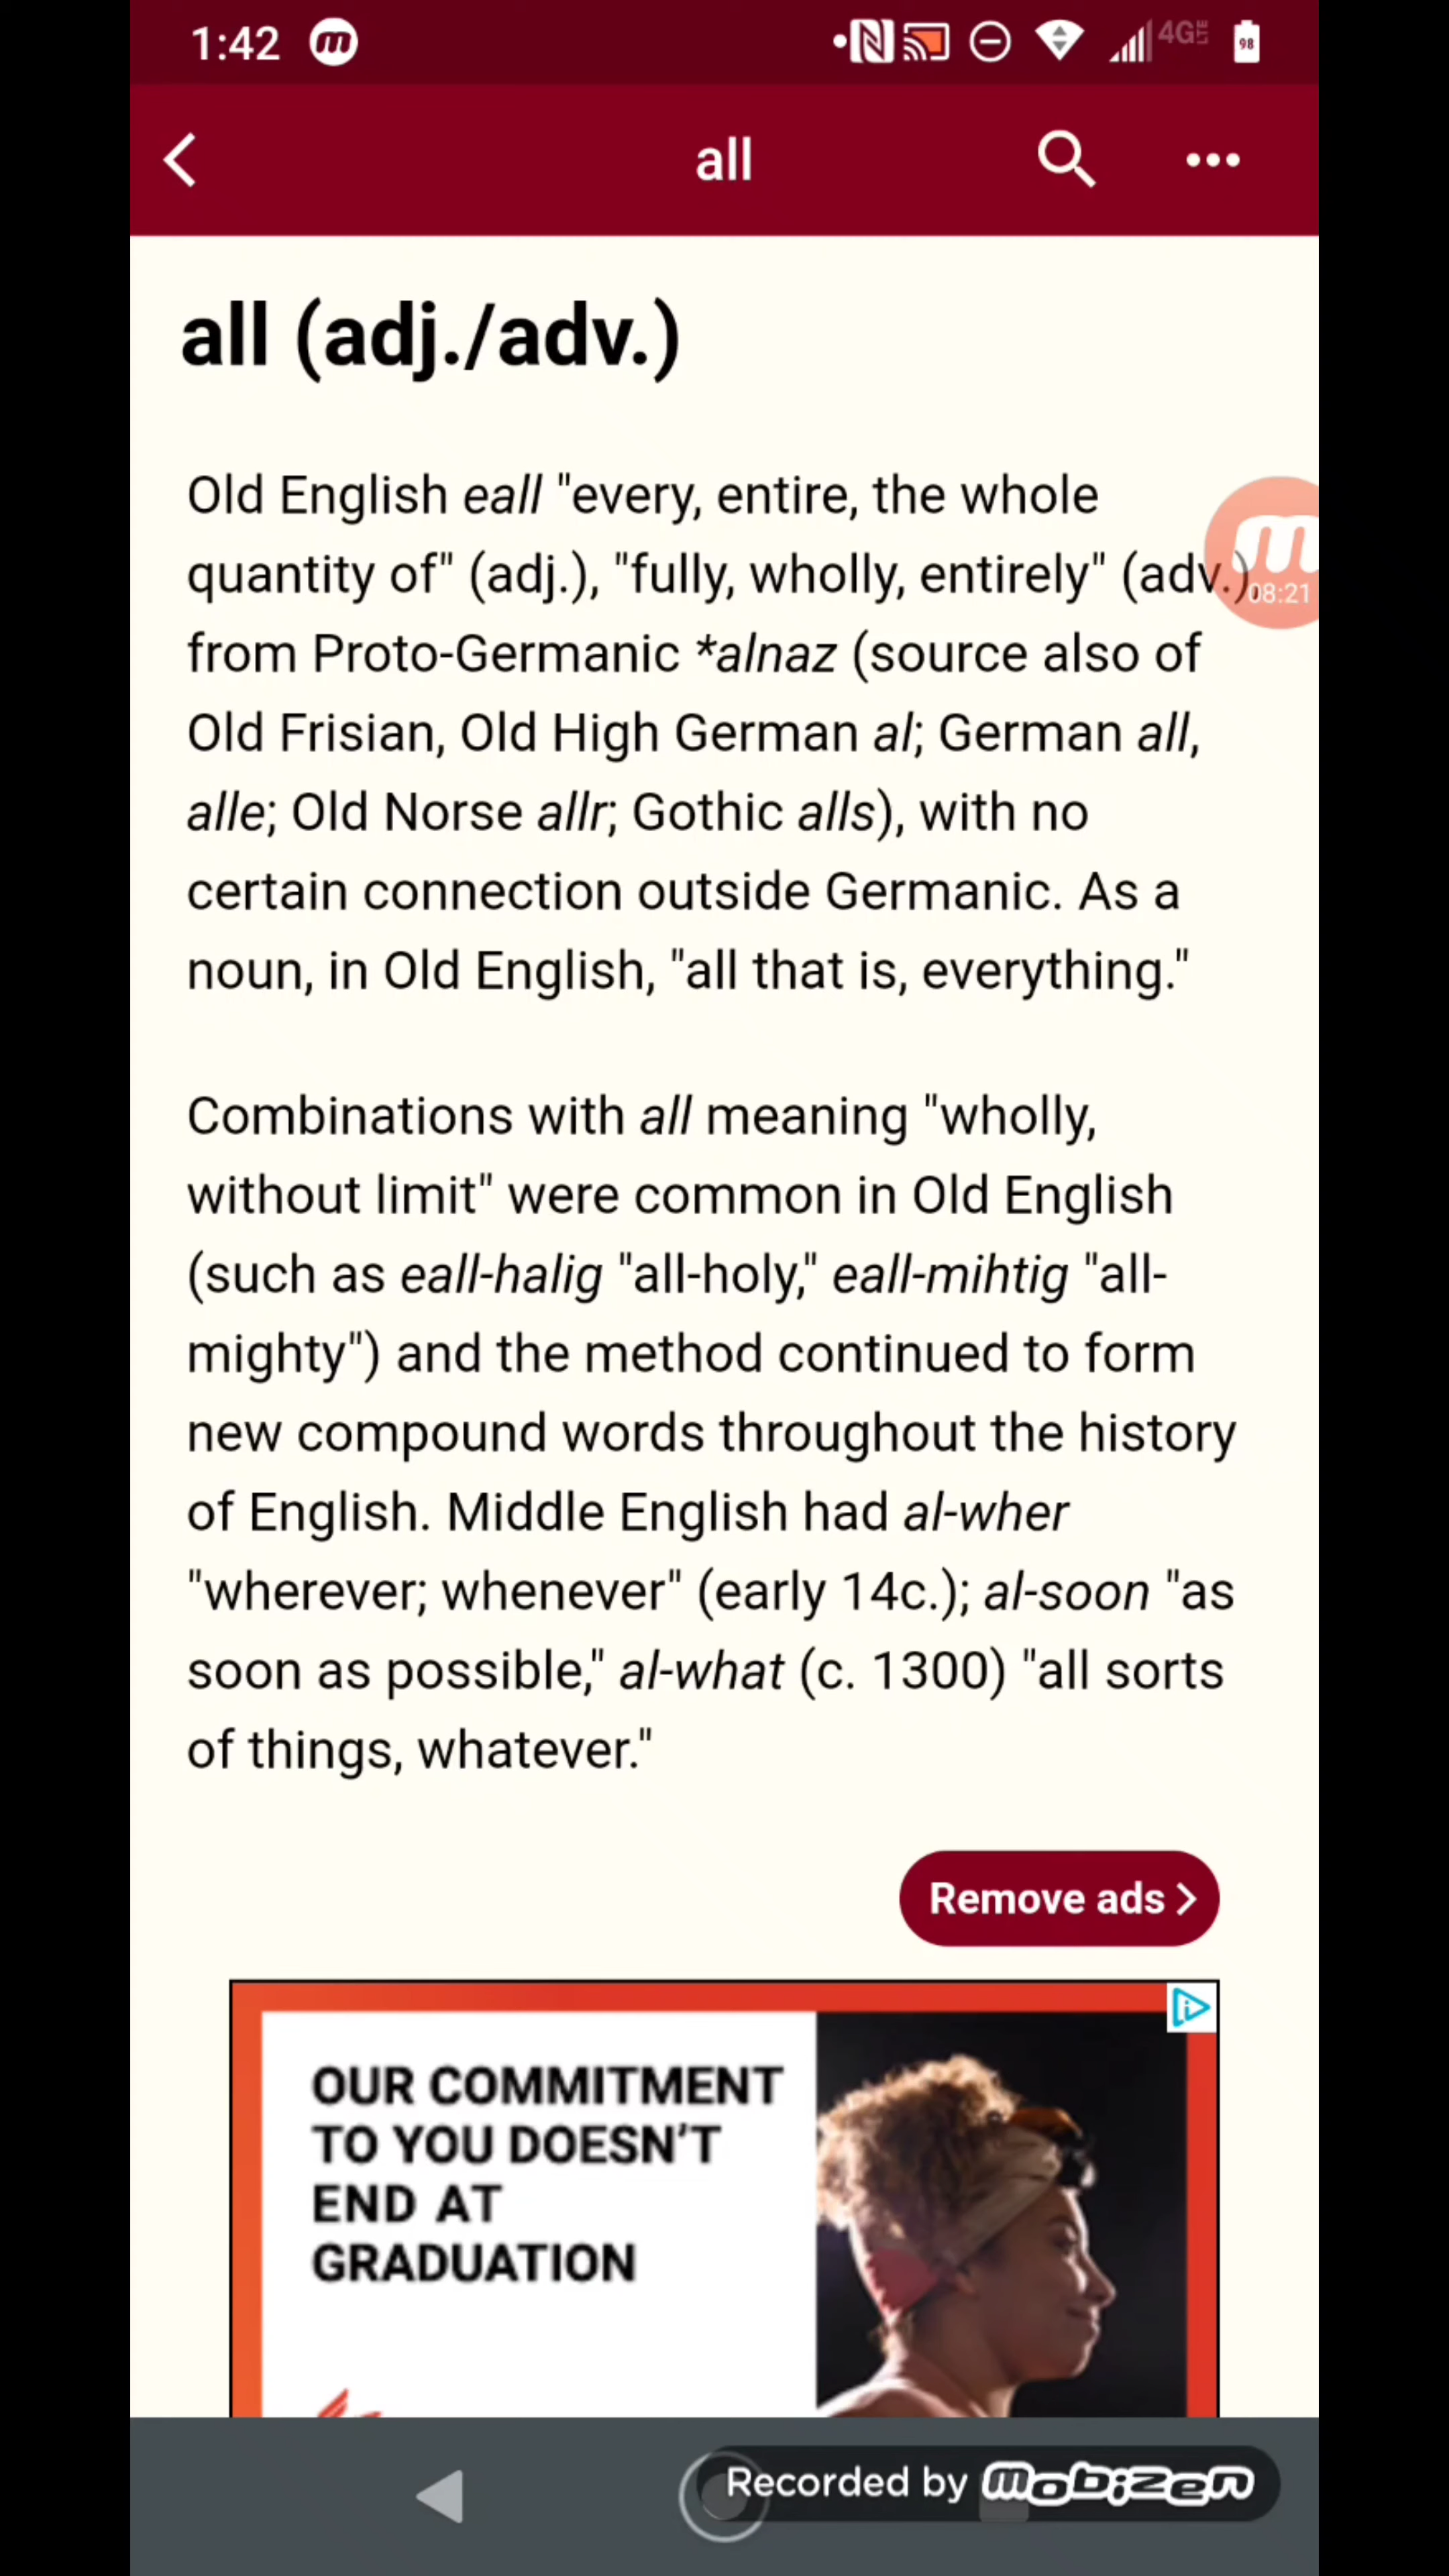 1:42
4G LTE
98
all
all (adj./adv.)
Old English eall "every, entire, the whole
quantity of" (adj.), "fully, wholly, entirely" (adv.),
08:21
from Proto-Germanic *alnaz (source also of
Old Frisian, Old High German al; German all,
alle; Old Norse allr; Gothic alls), with no
certain connection outside Germanic. As a
noun, in Old English, "all that is, everything."
Combinations with all meaning "wholly,
without limit" were common in Old English
(such as eall-halig "all-holy," eall-mihtig "all-
mighty") and the method continued to form
new compound words throughout the history
of English. Middle English had al-wher
"wherever; whenever" (early 14c.); al-soon "as
soon as possible," al-what (c. 1300) "all sorts
of things, whatever."
Remove ads
OUR COMMITMENT
TO YOU DOESN'T
END AT
GRADUATION
Recorded by mobizen